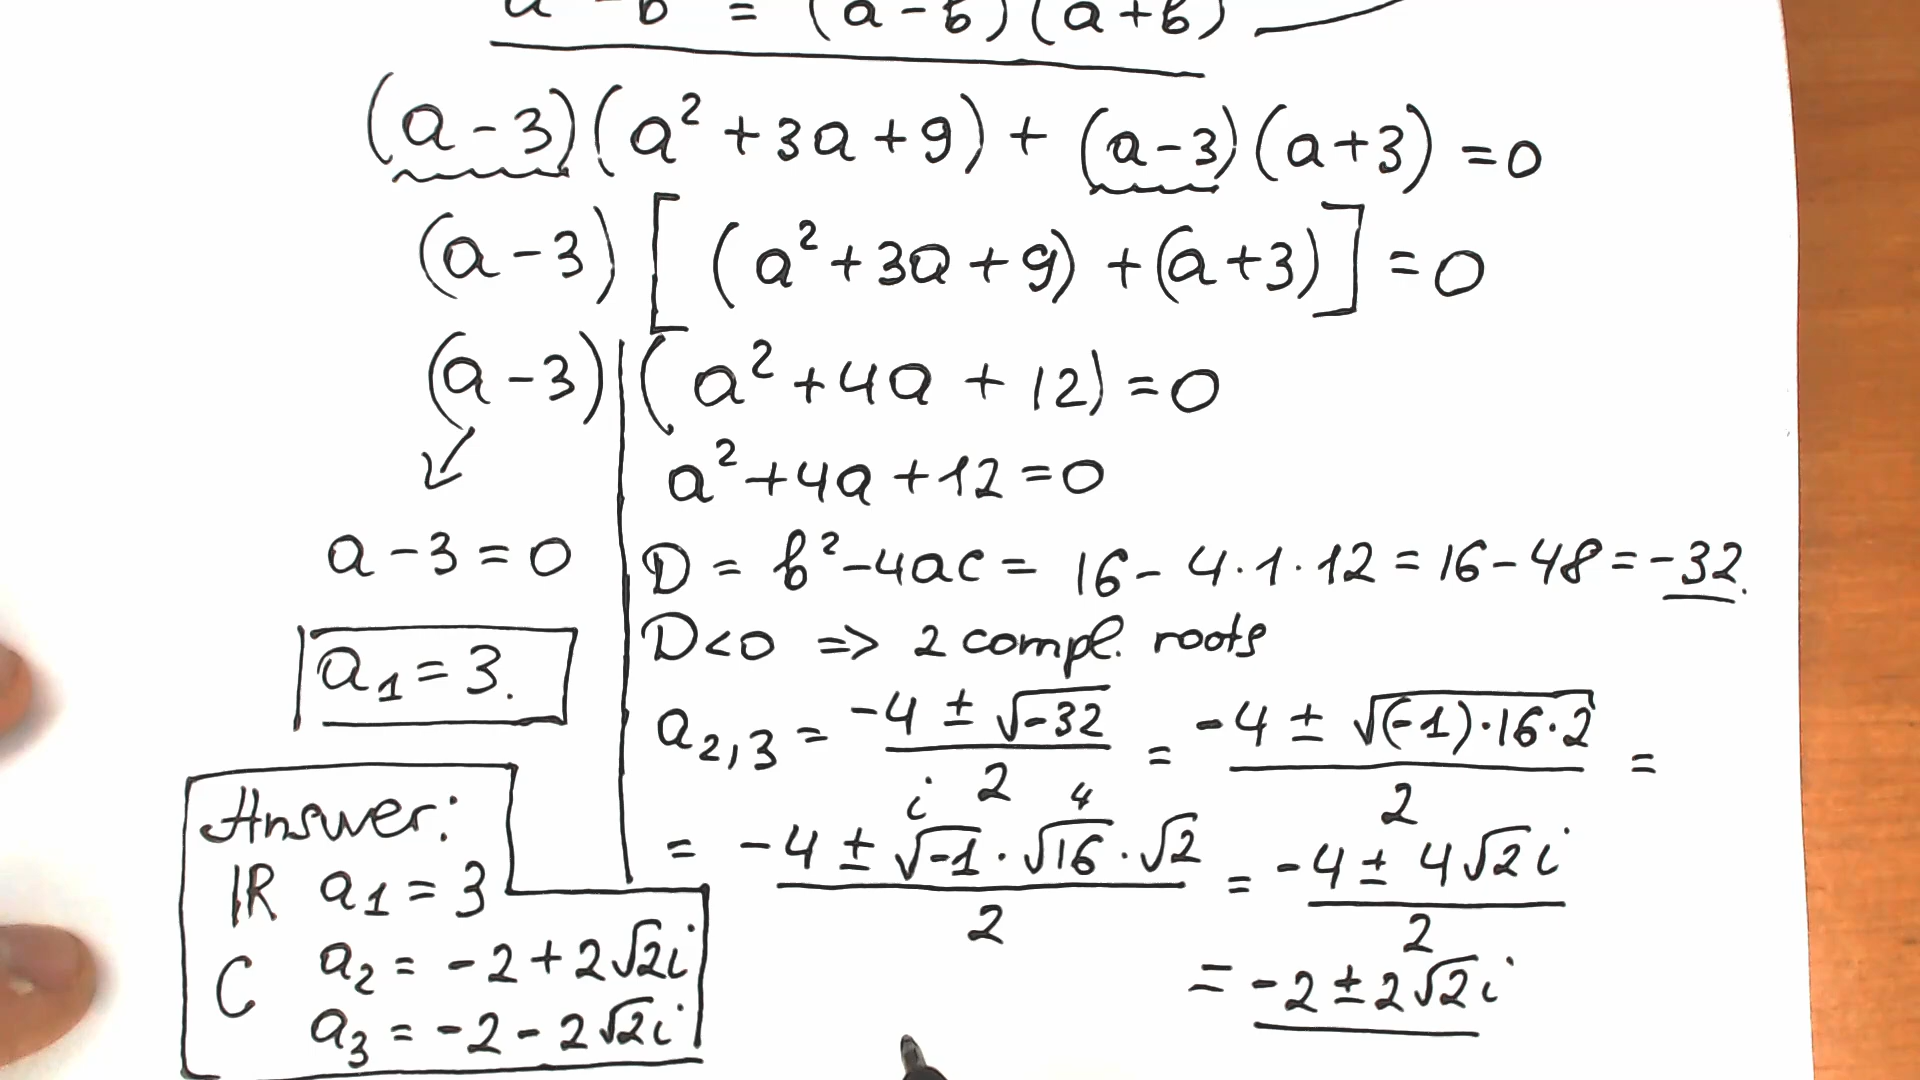 a² - b² = (a - b)(a + b)
(a - 3)(a² + 3a + 9) + (a - 3)(a + 3) = 0
(a - 3)[(a² + 3a + 9) + (a + 3)] = 0
(a - 3) | (a² + 4a + 12) = 0
a² + 4a + 12 = 0
a - 3 = 0
a₁ = 3.
D = b² - 4ac = 16 - 4·1·12 = 16 - 48 = -32.
D < 0 => 2 compl. roots
a₂,₃ = (-4 ± √-32)/2 = (-4 ± √(-1)·16·2)/2 =
i 4
= (-4 ± √-1 · √16 · √2)/2 = (-4 ± 4√2i)/2
= -2 ± 2√2i
Answer:
IR a₁ = 3
C a₂ = -2 + 2√2i
a₃ = -2 - 2√2i